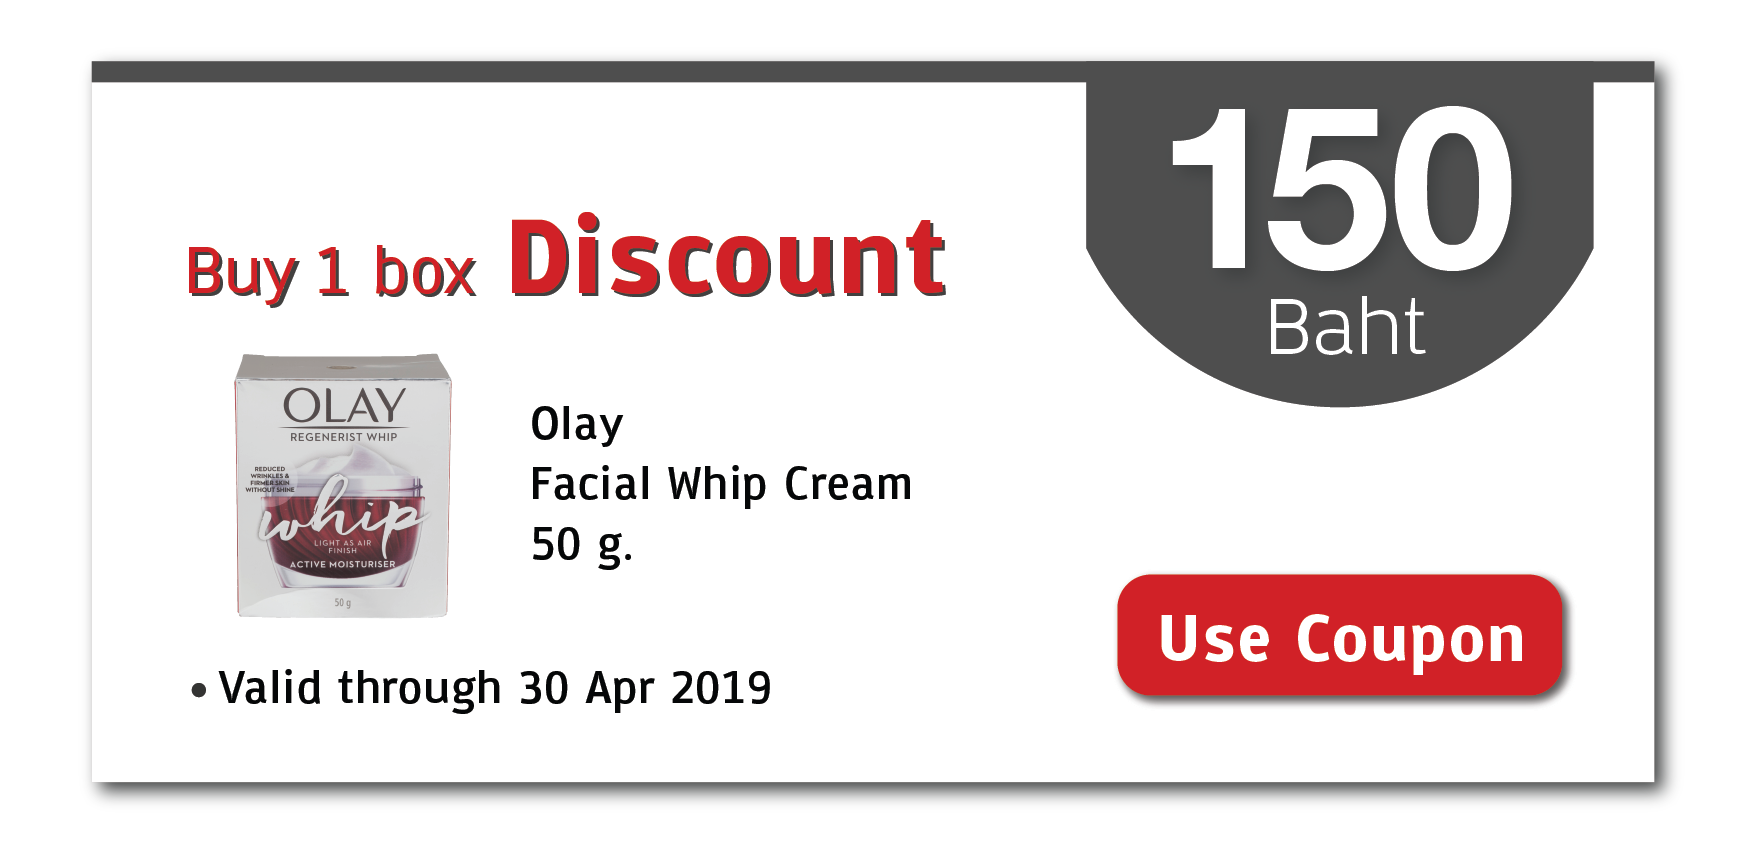 150
Baht
Buy 1 box Discount
OLAY
REGENERIST WHIP
REDUCED
WRINKLES &
FIRMER SKIN
WITHOUT SHINE
whip
LIGHT AS AIR
FINISH
ACTIVE MOISTURISER
50 g
Olay
Facial Whip Cream
50 g.
Use Coupon
• Valid through 30 Apr 2019